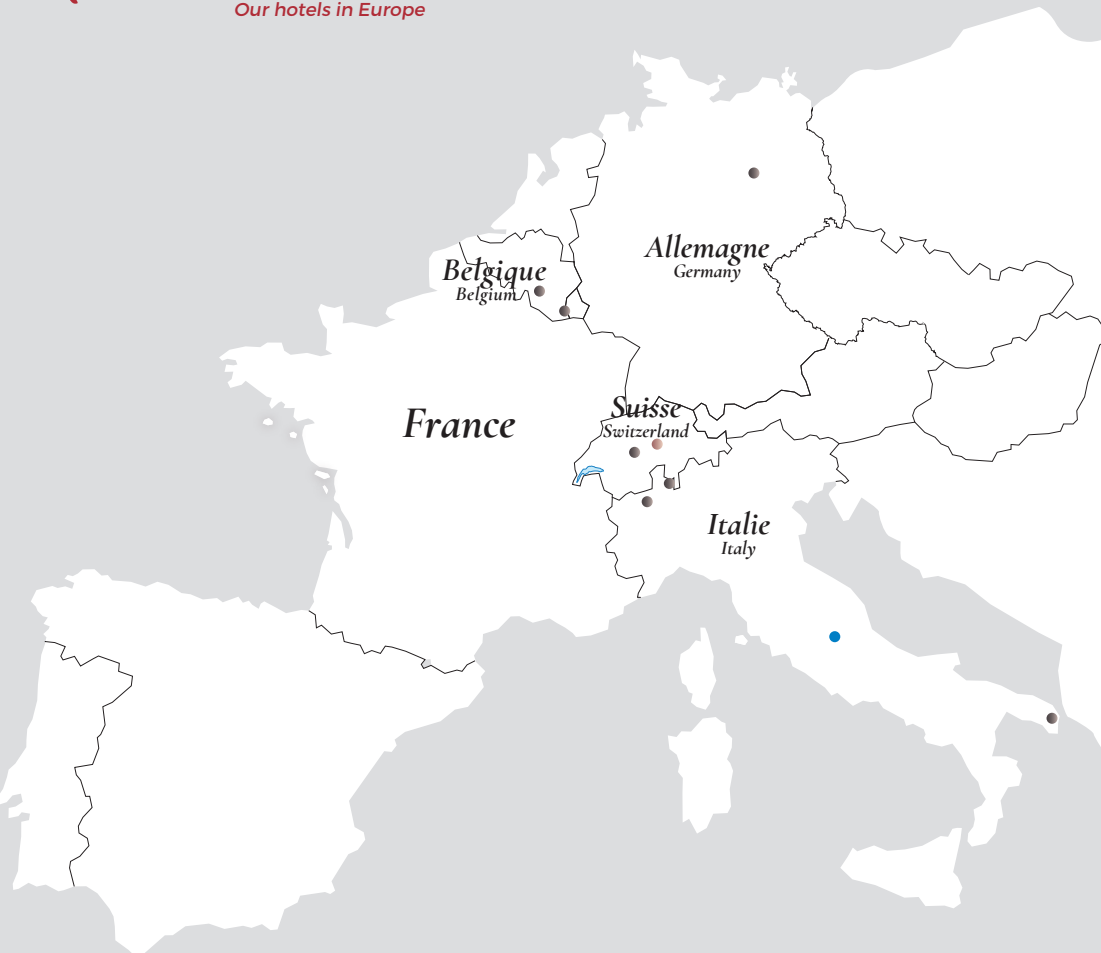 Our hotels in Europe
Allemagne
Germany
Belgique
Belgium
Suisse
Switzerland
France
Italie
Italy